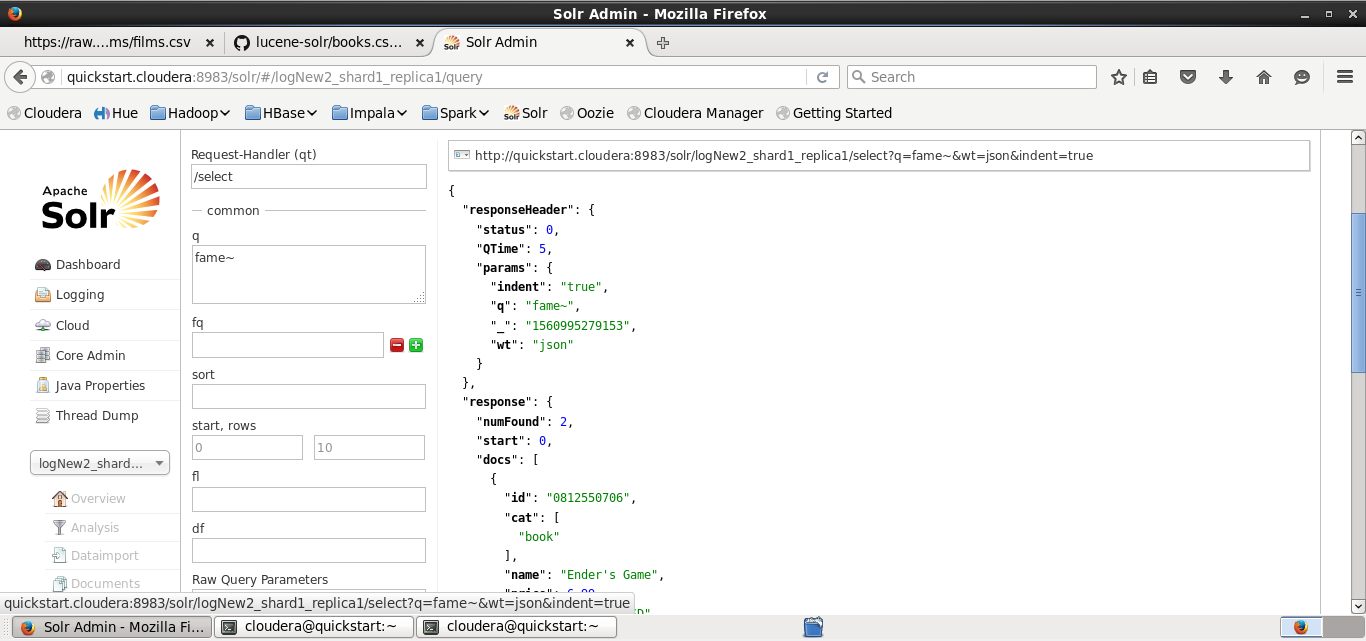 Solr Admin - Mozilla Firefox
https://raw....ms/films.csv × lucene-solr/books.cs... × Solr Admin ×
quickstart.cloudera:8983/solr/#/logNew2_shard1_replica1/query Search
Cloudera Hue Hadoop HBase Impala Spark Solr Oozie Cloudera Manager Getting Started
Apache
Solr
Dashboard
Logging
Cloud
Core Admin
Java Properties
Thread Dump
logNew2_shard...
Overview
Analysis
Dataimport
Documents
Request-Handler (qt)
/select
common
q
fame~
fq
sort
start, rows
0 10
fl
df
Raw Query Parameters
http://quickstart.cloudera:8983/solr/logNew2_shard1_replica1/select?q=fame~&wt=json&indent=true
{
"responseHeader": {
"status": 0,
"QTime": 5,
"params": {
"indent": "true",
"q": "fame~",
"_": "1560995279153",
"wt": "json"
}
},
"response": {
"numFound": 2,
"start": 0,
"docs": [
{
"id": "0812550706",
"cat": [
"book"
],
"name": "Ender's Game",
quickstart.cloudera:8983/solr/logNew2_shard1_replica1/select?q=fame~&wt=json&indent=true
Solr Admin - Mozilla Fi... cloudera@quickstart:~ cloudera@quickstart:~